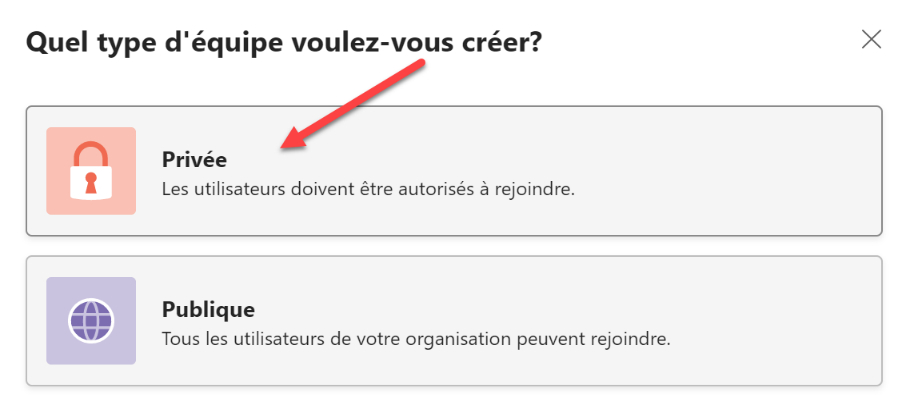 Quel type d'équipe voulez-vous créer?
Privée
Les utilisateurs doivent être autorisés à rejoindre.
Publique
Tous les utilisateurs de votre organisation peuvent rejoindre.